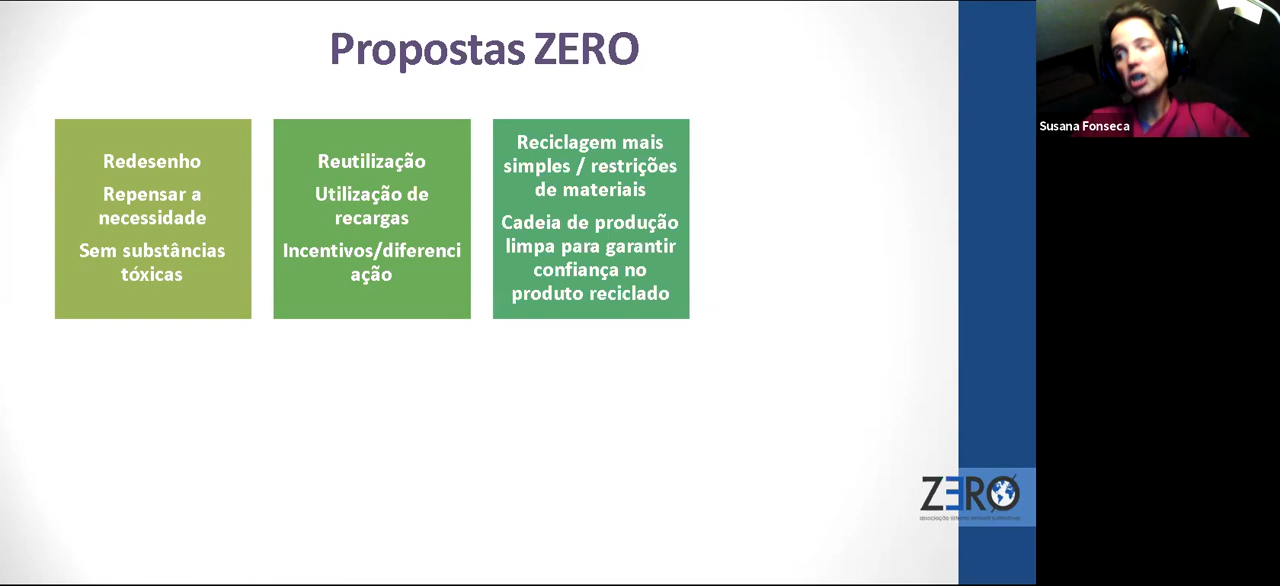 Propostas ZERO
Susana Fonseca
Redesenho
Repensar a
necessidade
Sem substâncias
tóxicas
Reutilização
Utilização de
recargas
Incentivos/diferenci
ação
Reciclagem mais
simples / restrições
de materiais
Cadeia de produção
limpa para garantir
confiança no
produto reciclado
ZERO